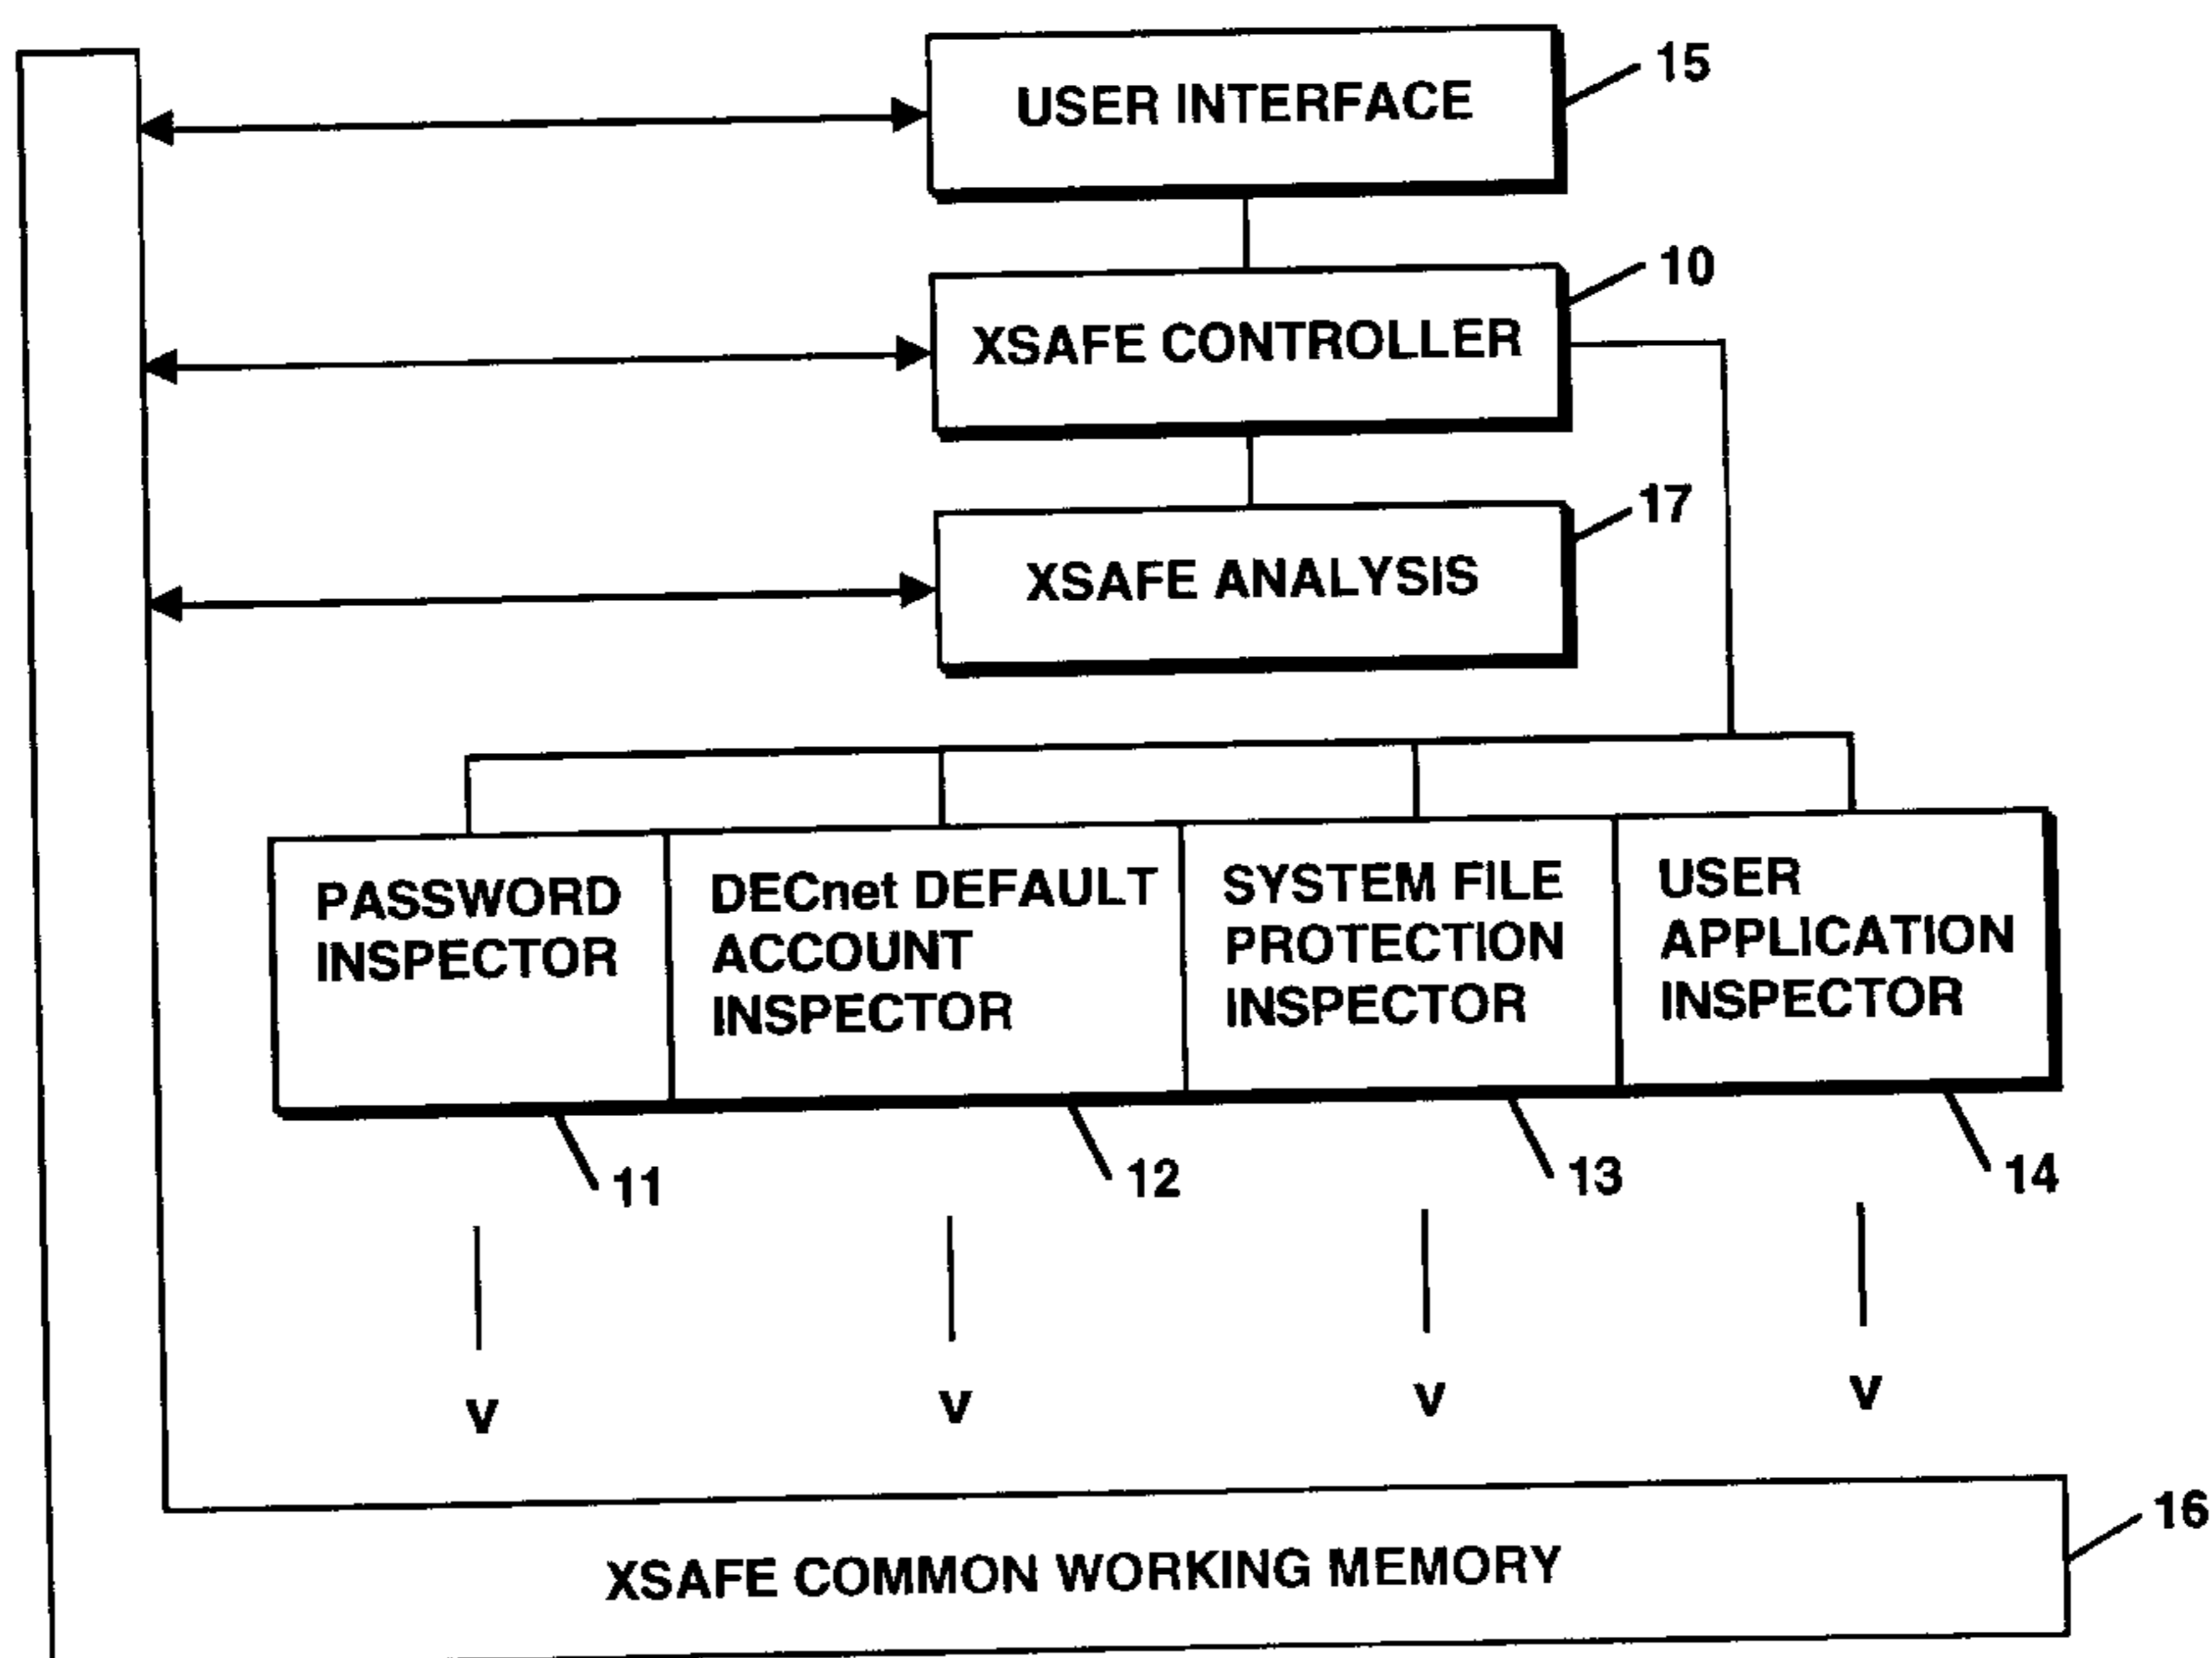 USER INTERFACE
15
XSAFE CONTROLLER
10
XSAFE ANALYSIS
17
PASSWORD
INSPECTOR
11
DECnet DEFAULT
ACCOUNT
INSPECTOR
12
SYSTEM FILE
PROTECTION
INSPECTOR
13
USER
APPLICATION
INSPECTOR
14
v
v
v
v
XSAFE COMMON WORKING MEMORY
16